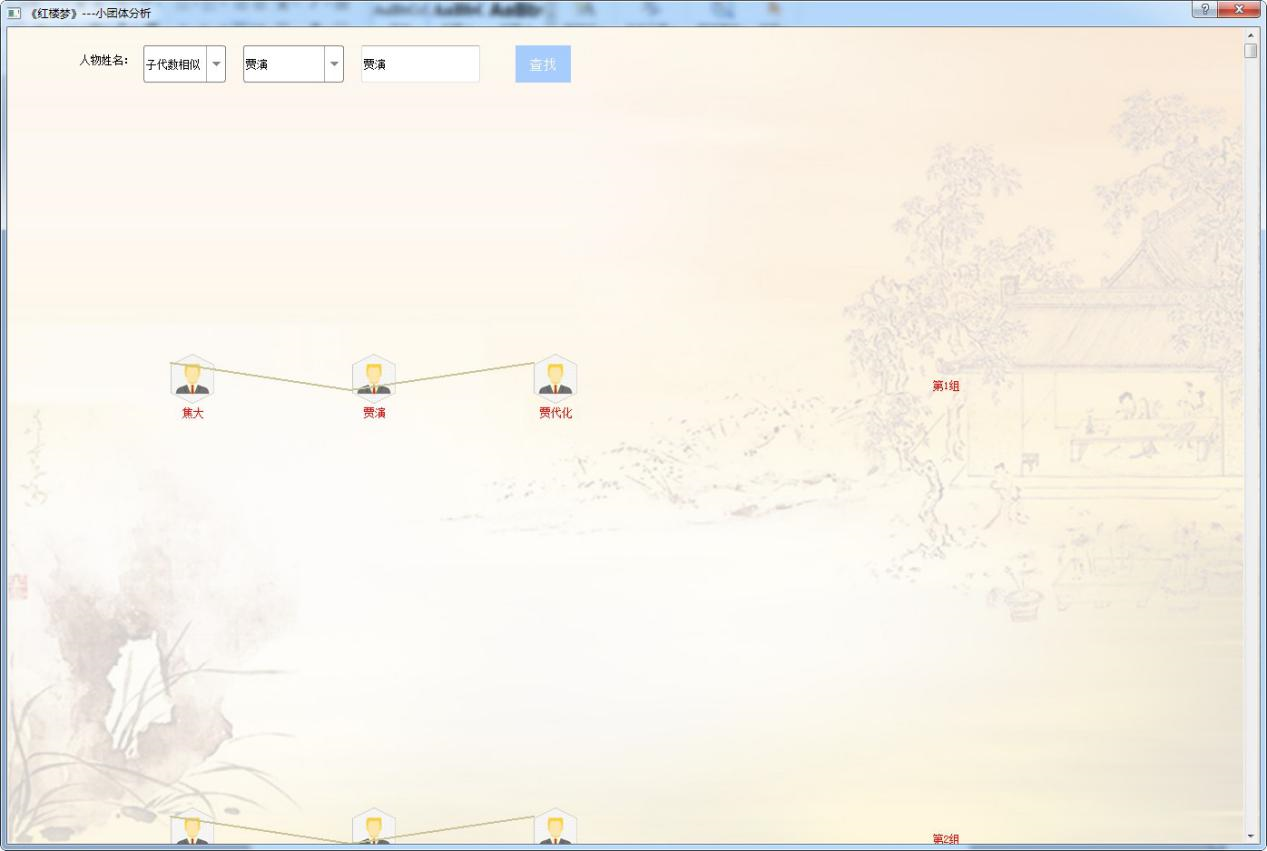 《红楼梦》---小团体分析
人物姓名: 子代数相似 贾演 贾演 查找
第1组
焦大 贾演 贾代化
第2组